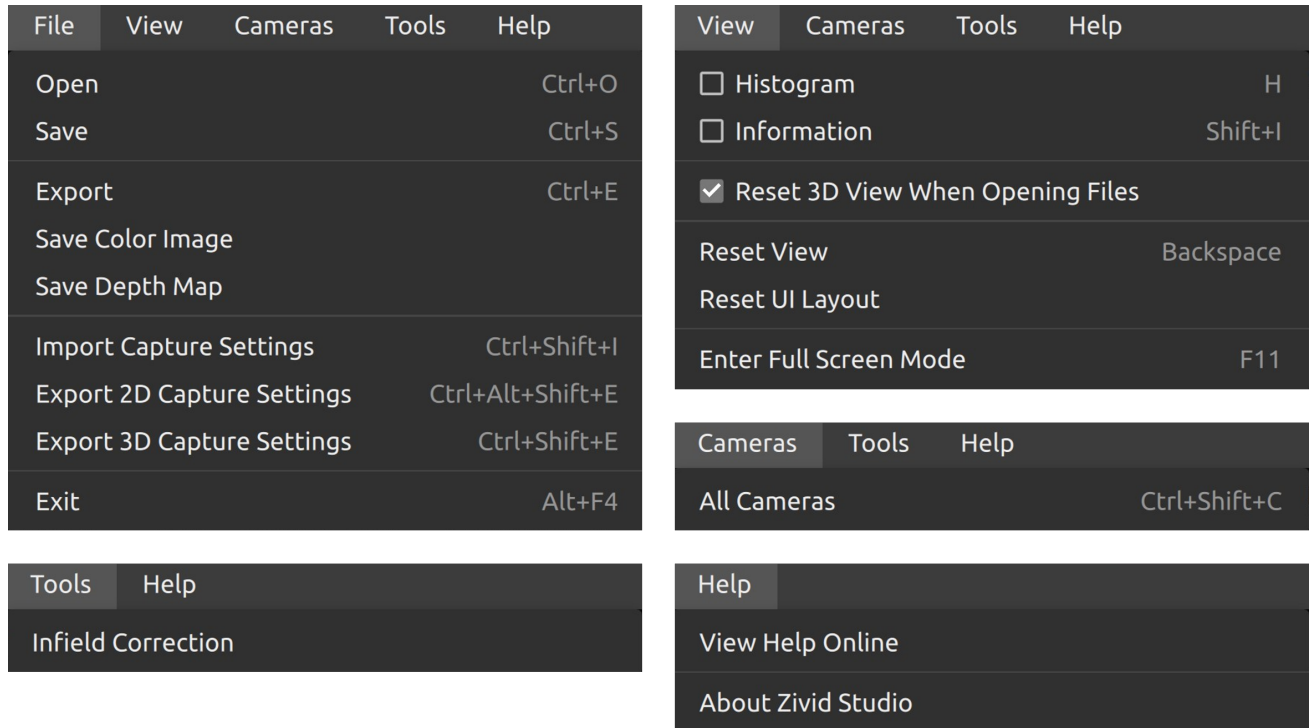 File View Cameras Tools Help
Open Ctrl+O
Save Ctrl+S
Export Ctrl+E
Save Color Image
Save Depth Map
Import Capture Settings Ctrl+Shift+I
Export 2D Capture Settings Ctrl+Alt+Shift+E
Export 3D Capture Settings Ctrl+Shift+E
Exit Alt+F4
View Cameras Tools Help
Histogram H
Information Shift+I
Reset 3D View When Opening Files
Reset View Backspace
Reset UI Layout
Enter Full Screen Mode F11
Cameras Tools Help
All Cameras Ctrl+Shift+C
Tools Help
Infield Correction
Help
View Help Online
About Zivid Studio